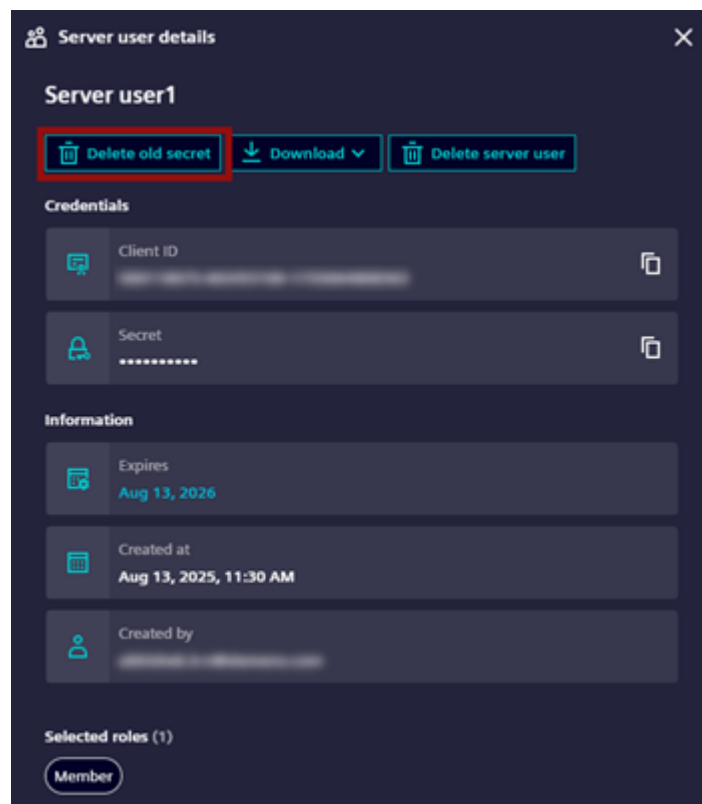 Server user details
Server user1
Delete old secret
Download
Delete server user
Credentials
Client ID
Secret
••••••••••
Information
Expires
Aug 13, 2026
Created at
Aug 13, 2025, 11:30 AM
Created by
Selected roles (1)
Member